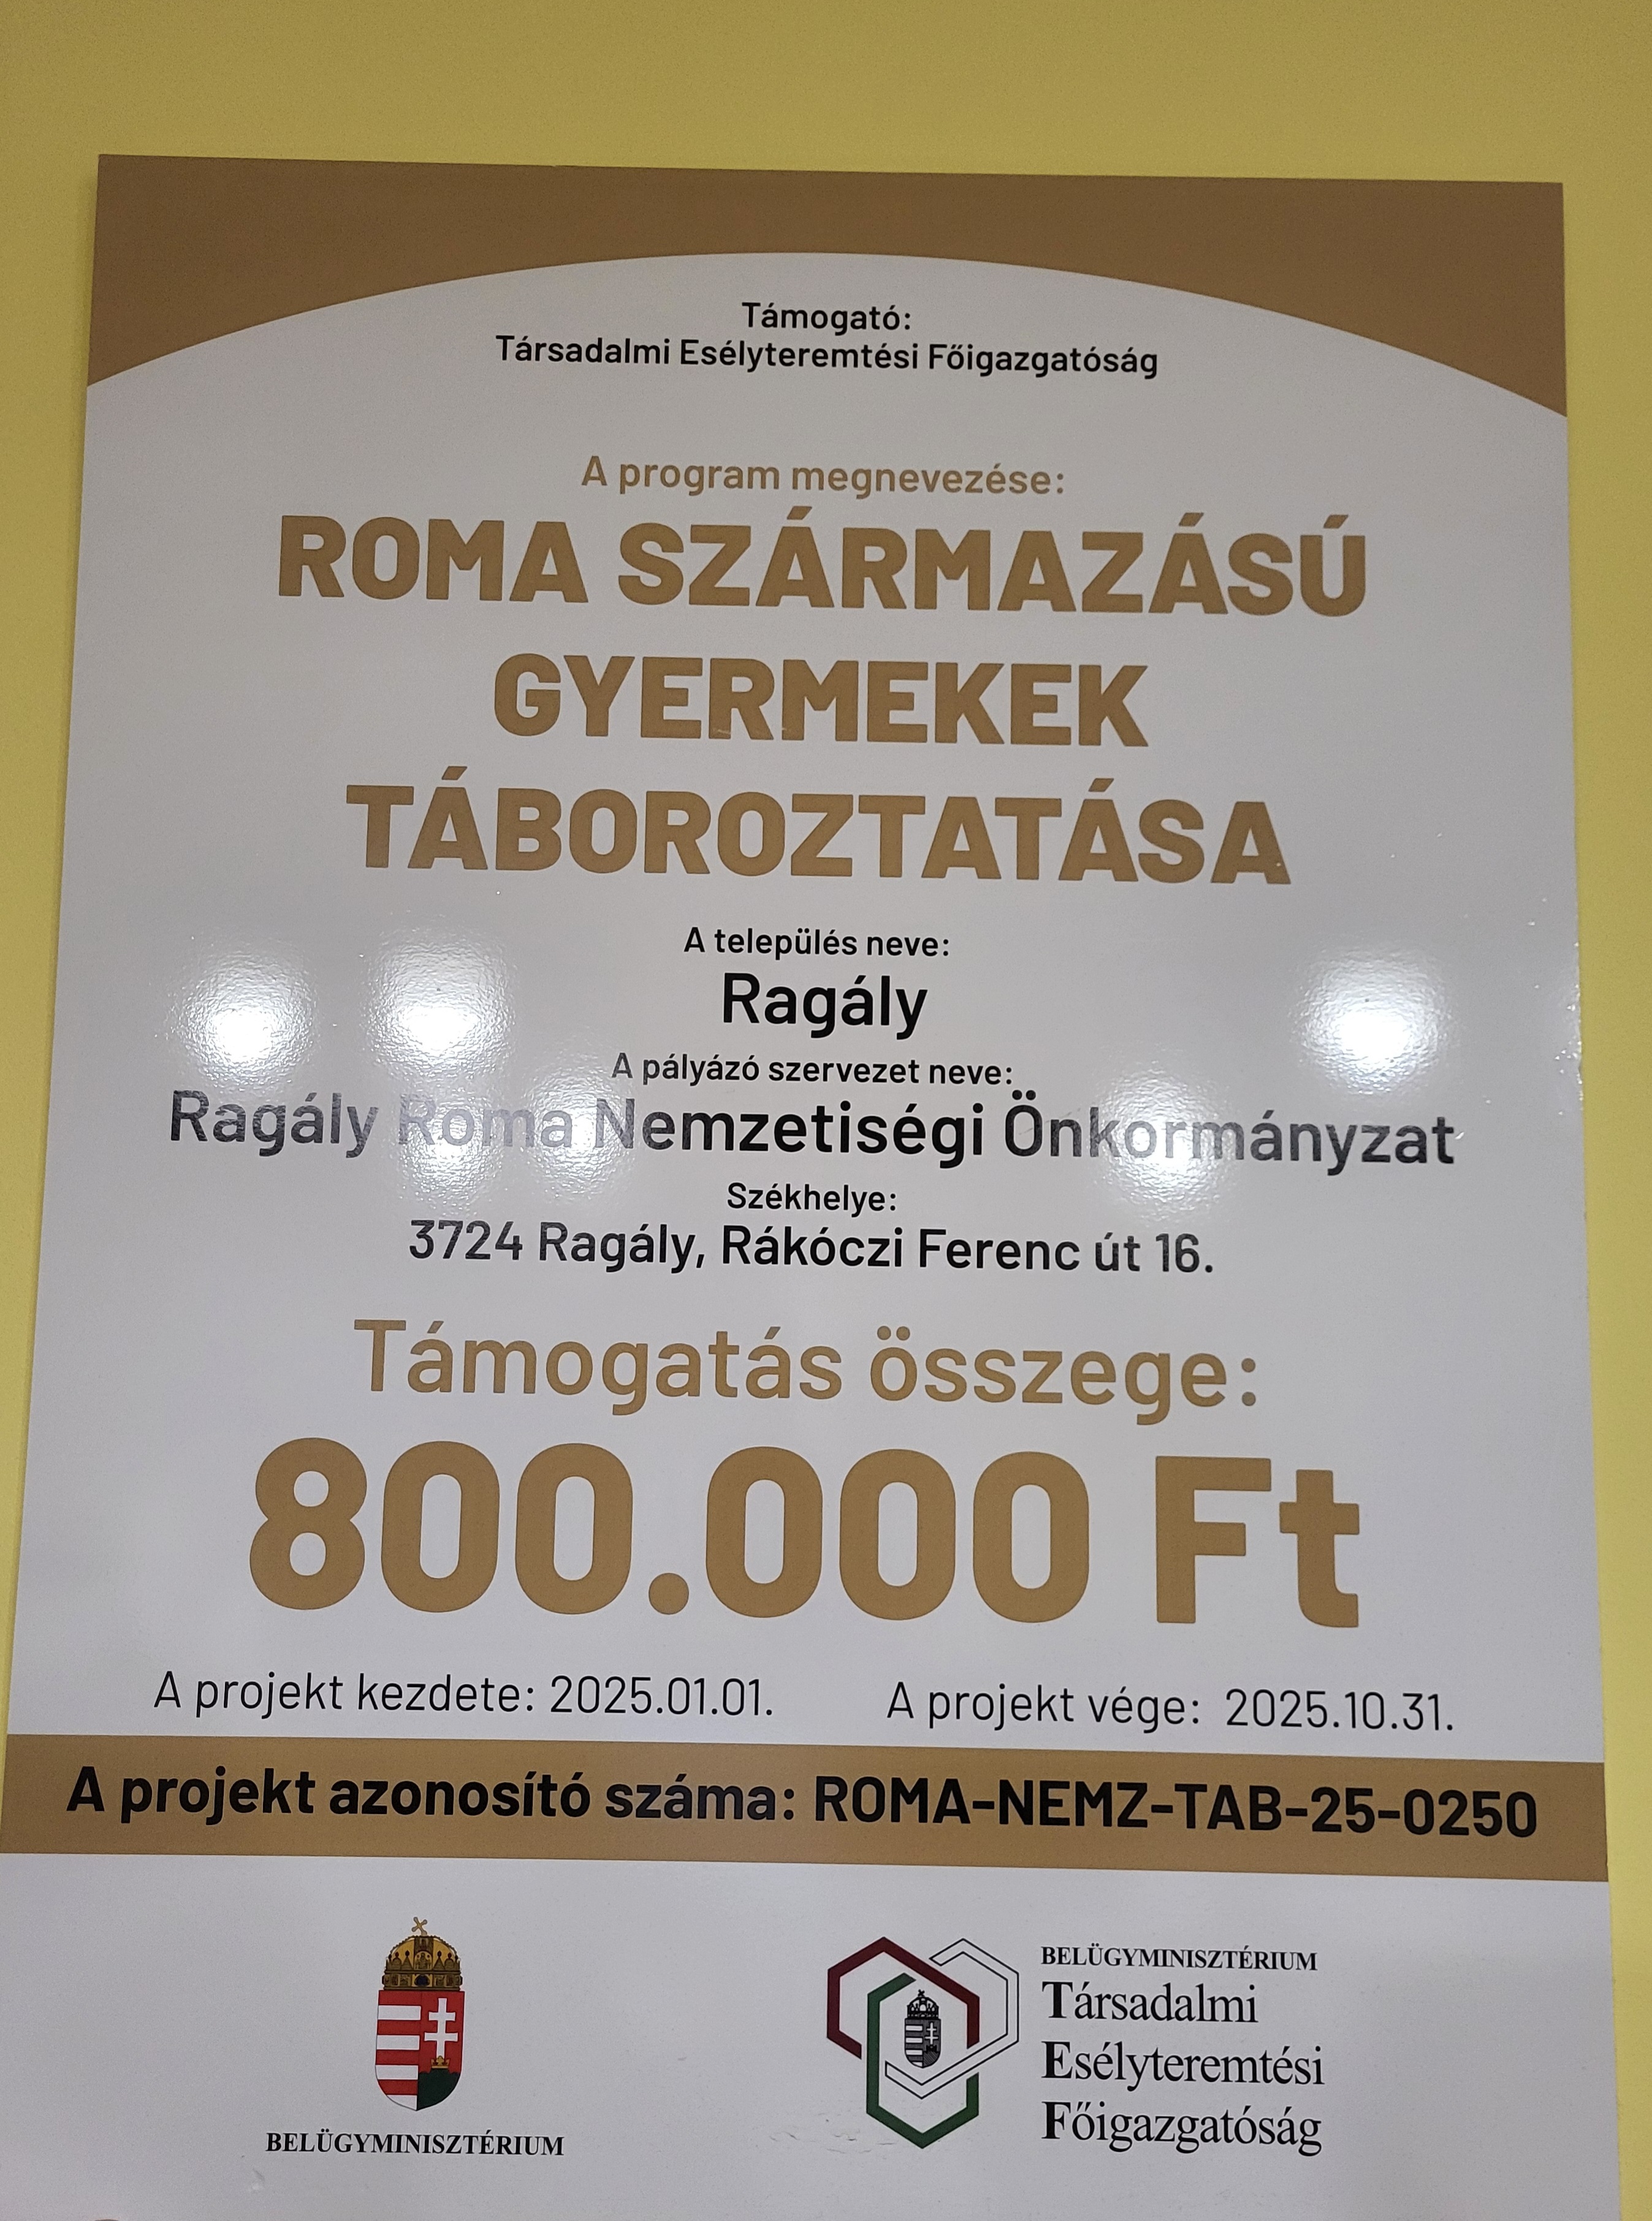 Támogató:
Társadalmi Esélyteremtési Főigazgatóság
A program megnevezése:
ROMA SZÁRMAZÁSÚ
GYERMEKEK
TÁBOROZTATÁSA
A település neve:
Ragály
A pályázó szervezet neve:
Ragály Roma Nemzetiségi Önkormányzat
Székhelye:
3724 Ragály, Rákóczi Ferenc út 16.
Támogatás összege:
800.000 Ft
A projekt kezdete: 2025.01.01. A projekt vége: 2025.10.31.
A projekt azonosító száma: ROMA-NEMZ-TAB-25-0250
BELÜGYMINISZTÉRIUM
BELÜGYMINISZTÉRIUM
Társadalmi
Esélyteremtési
Főigazgatóság